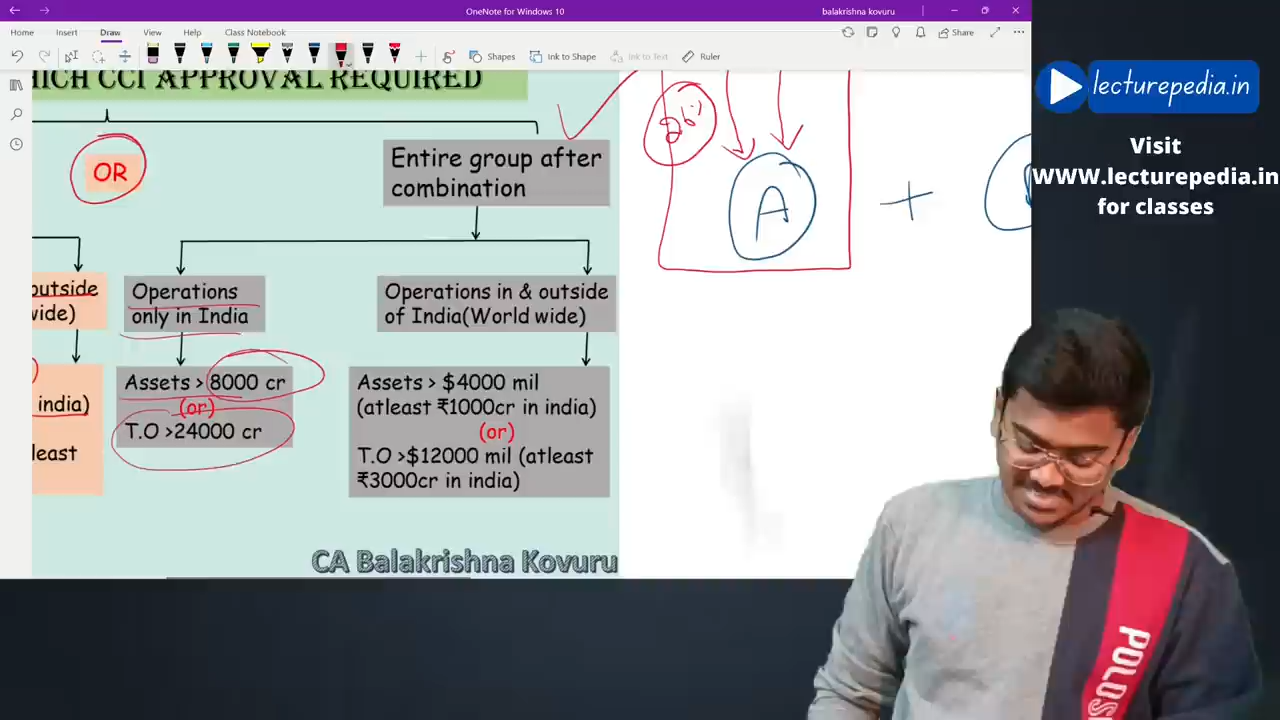 OneNote for Windows 10
balakrishna kovuru
Home Insert Draw View Help Class Notebook
Share
Shapes Ink to Shape Ink to Text Ruler
HICH CCI APPROVAL REQUIRED
OR
Entire group after
combination
outside
wide)
Operations
only in India
Operations in & outside
of India(World wide)
india)
least
Assets > 8000 cr
(or)
T.O >24000 cr
Assets > $4000 mil
(atleast ₹1000cr in india)
(or)
T.O >$12000 mil (atleast
₹3000cr in india)
CA Balakrishna Kovuru
A +
lecturepedia.in
Visit
WWW.lecturepedia.in
for classes
POLOS